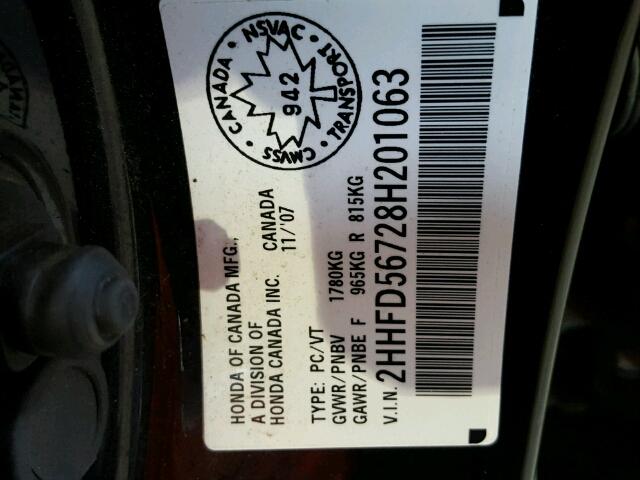 CANADA
NSVAC
TRANSPORT
CMVSS
942
HONDA OF CANADA MFG.,
A DIVISION OF
HONDA CANADA INC. CANADA
11/'07
TYPE: PC/VT
GVWR/PNBV 1780KG
GAWR/PNBE F 965KG R 815KG
V.I.N. 2HHFD56728H201063